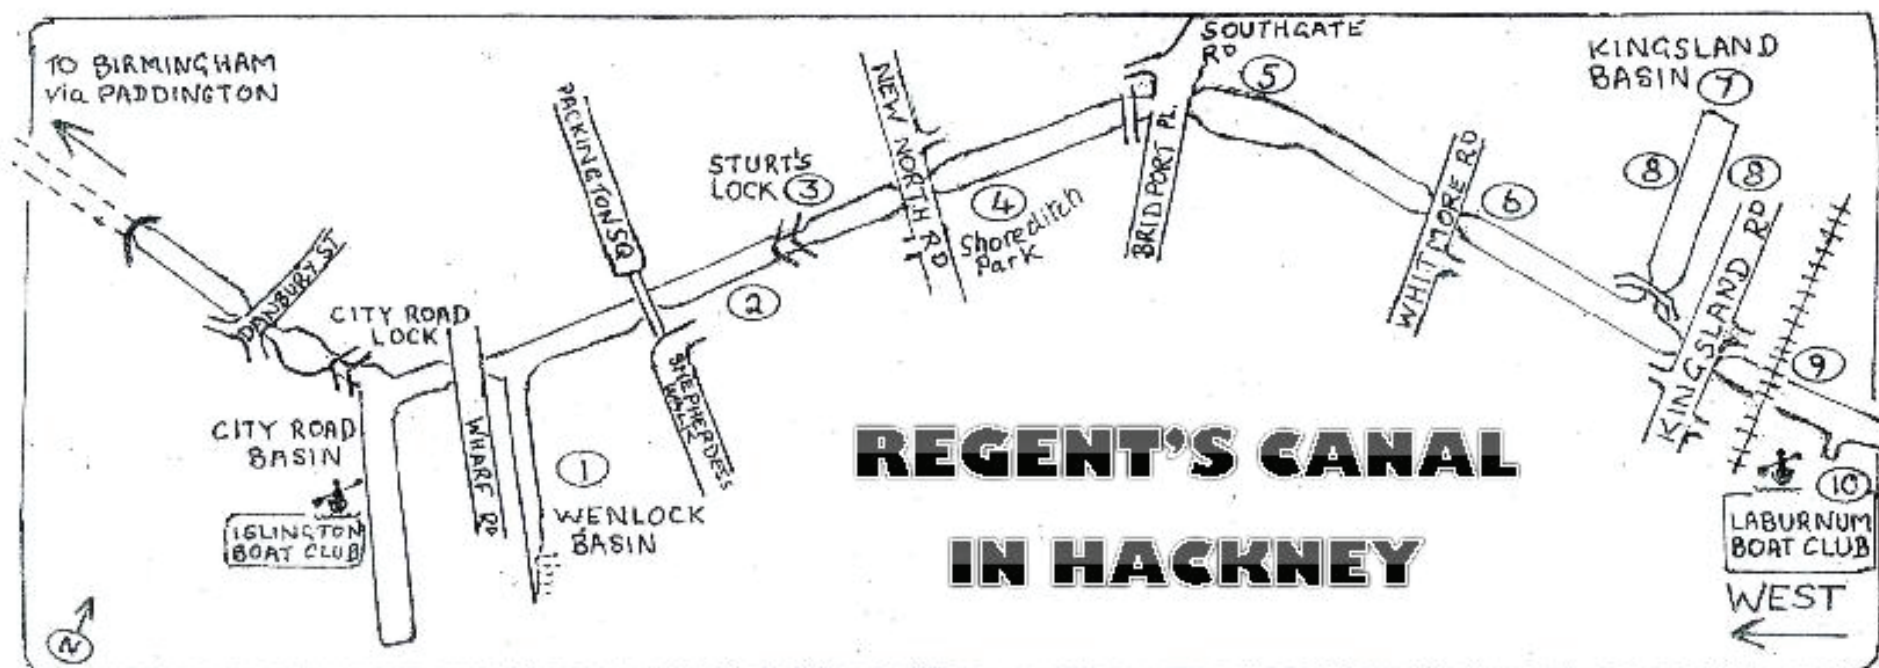 TO BIRMINGHAM
via PADDINGTON
DANBURY ST
CITY ROAD
LOCK
CITY ROAD
BASIN
ISLINGTON
BOAT CLUB
WHARF RD
1
WENLOCK
BASIN
PACKINGTON SQ
SHEPHERDESS
WALK
2
STURT'S
LOCK 3
NEW NORTH RD
4
Shoreditch
Park
SOUTHGATE
RD
BRIDPORT PL
5
WHITMORE RD
6
KINGSLAND
BASIN 7
8
8
KINGSLAND RD
9
10
LABURNUM
BOAT CLUB
WEST
REGENT'S CANAL
IN HACKNEY
N